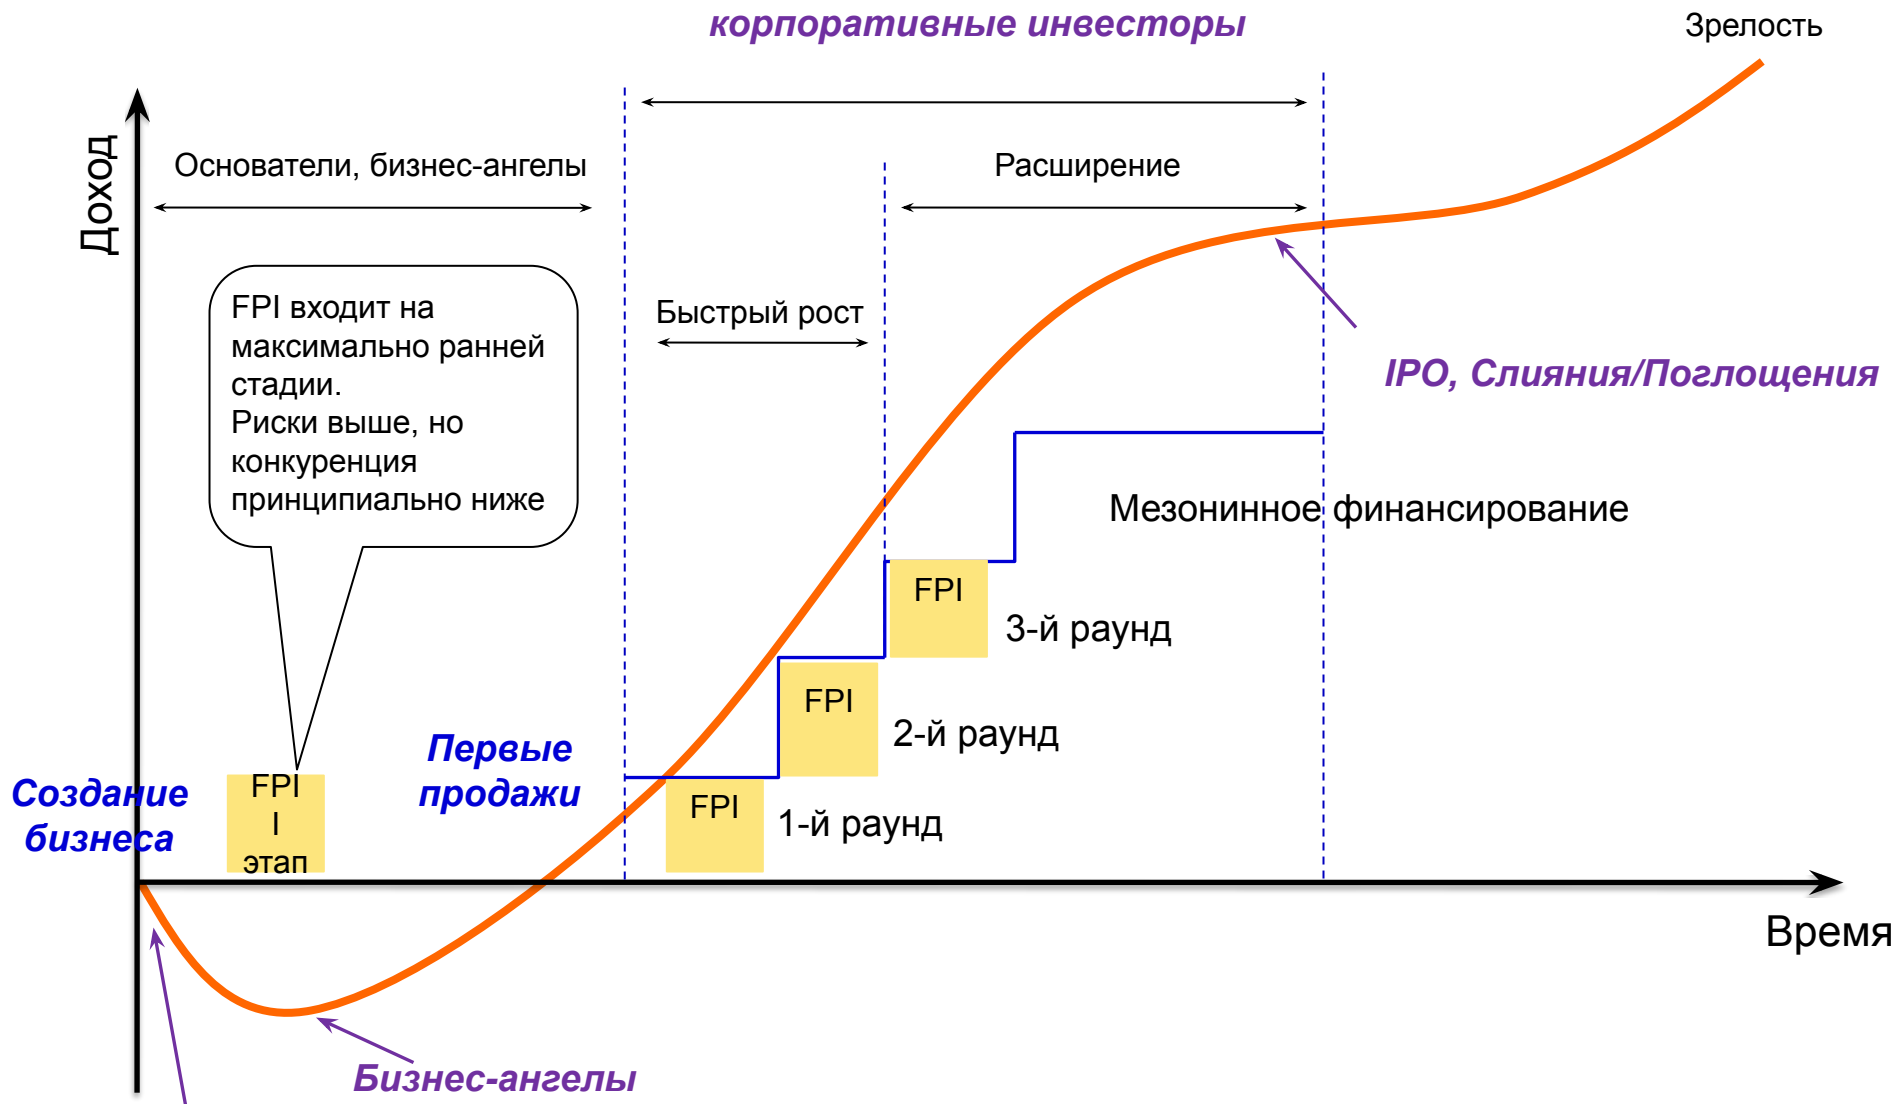 корпоративные инвесторы
Зрелость
Доход
Основатели, бизнес-ангелы
Расширение
FPI входит на
максимально ранней
стадии.
Риски выше, но
конкуренция
принципиально ниже
Быстрый рост
IPO, Слияния/Поглощения
Мезонинное финансирование
FPI
3-й раунд
FPI
2-й раунд
Первые
продажи
Создание
бизнеса
FPI
I
этап
FPI
1-й раунд
Время
Бизнес-ангелы